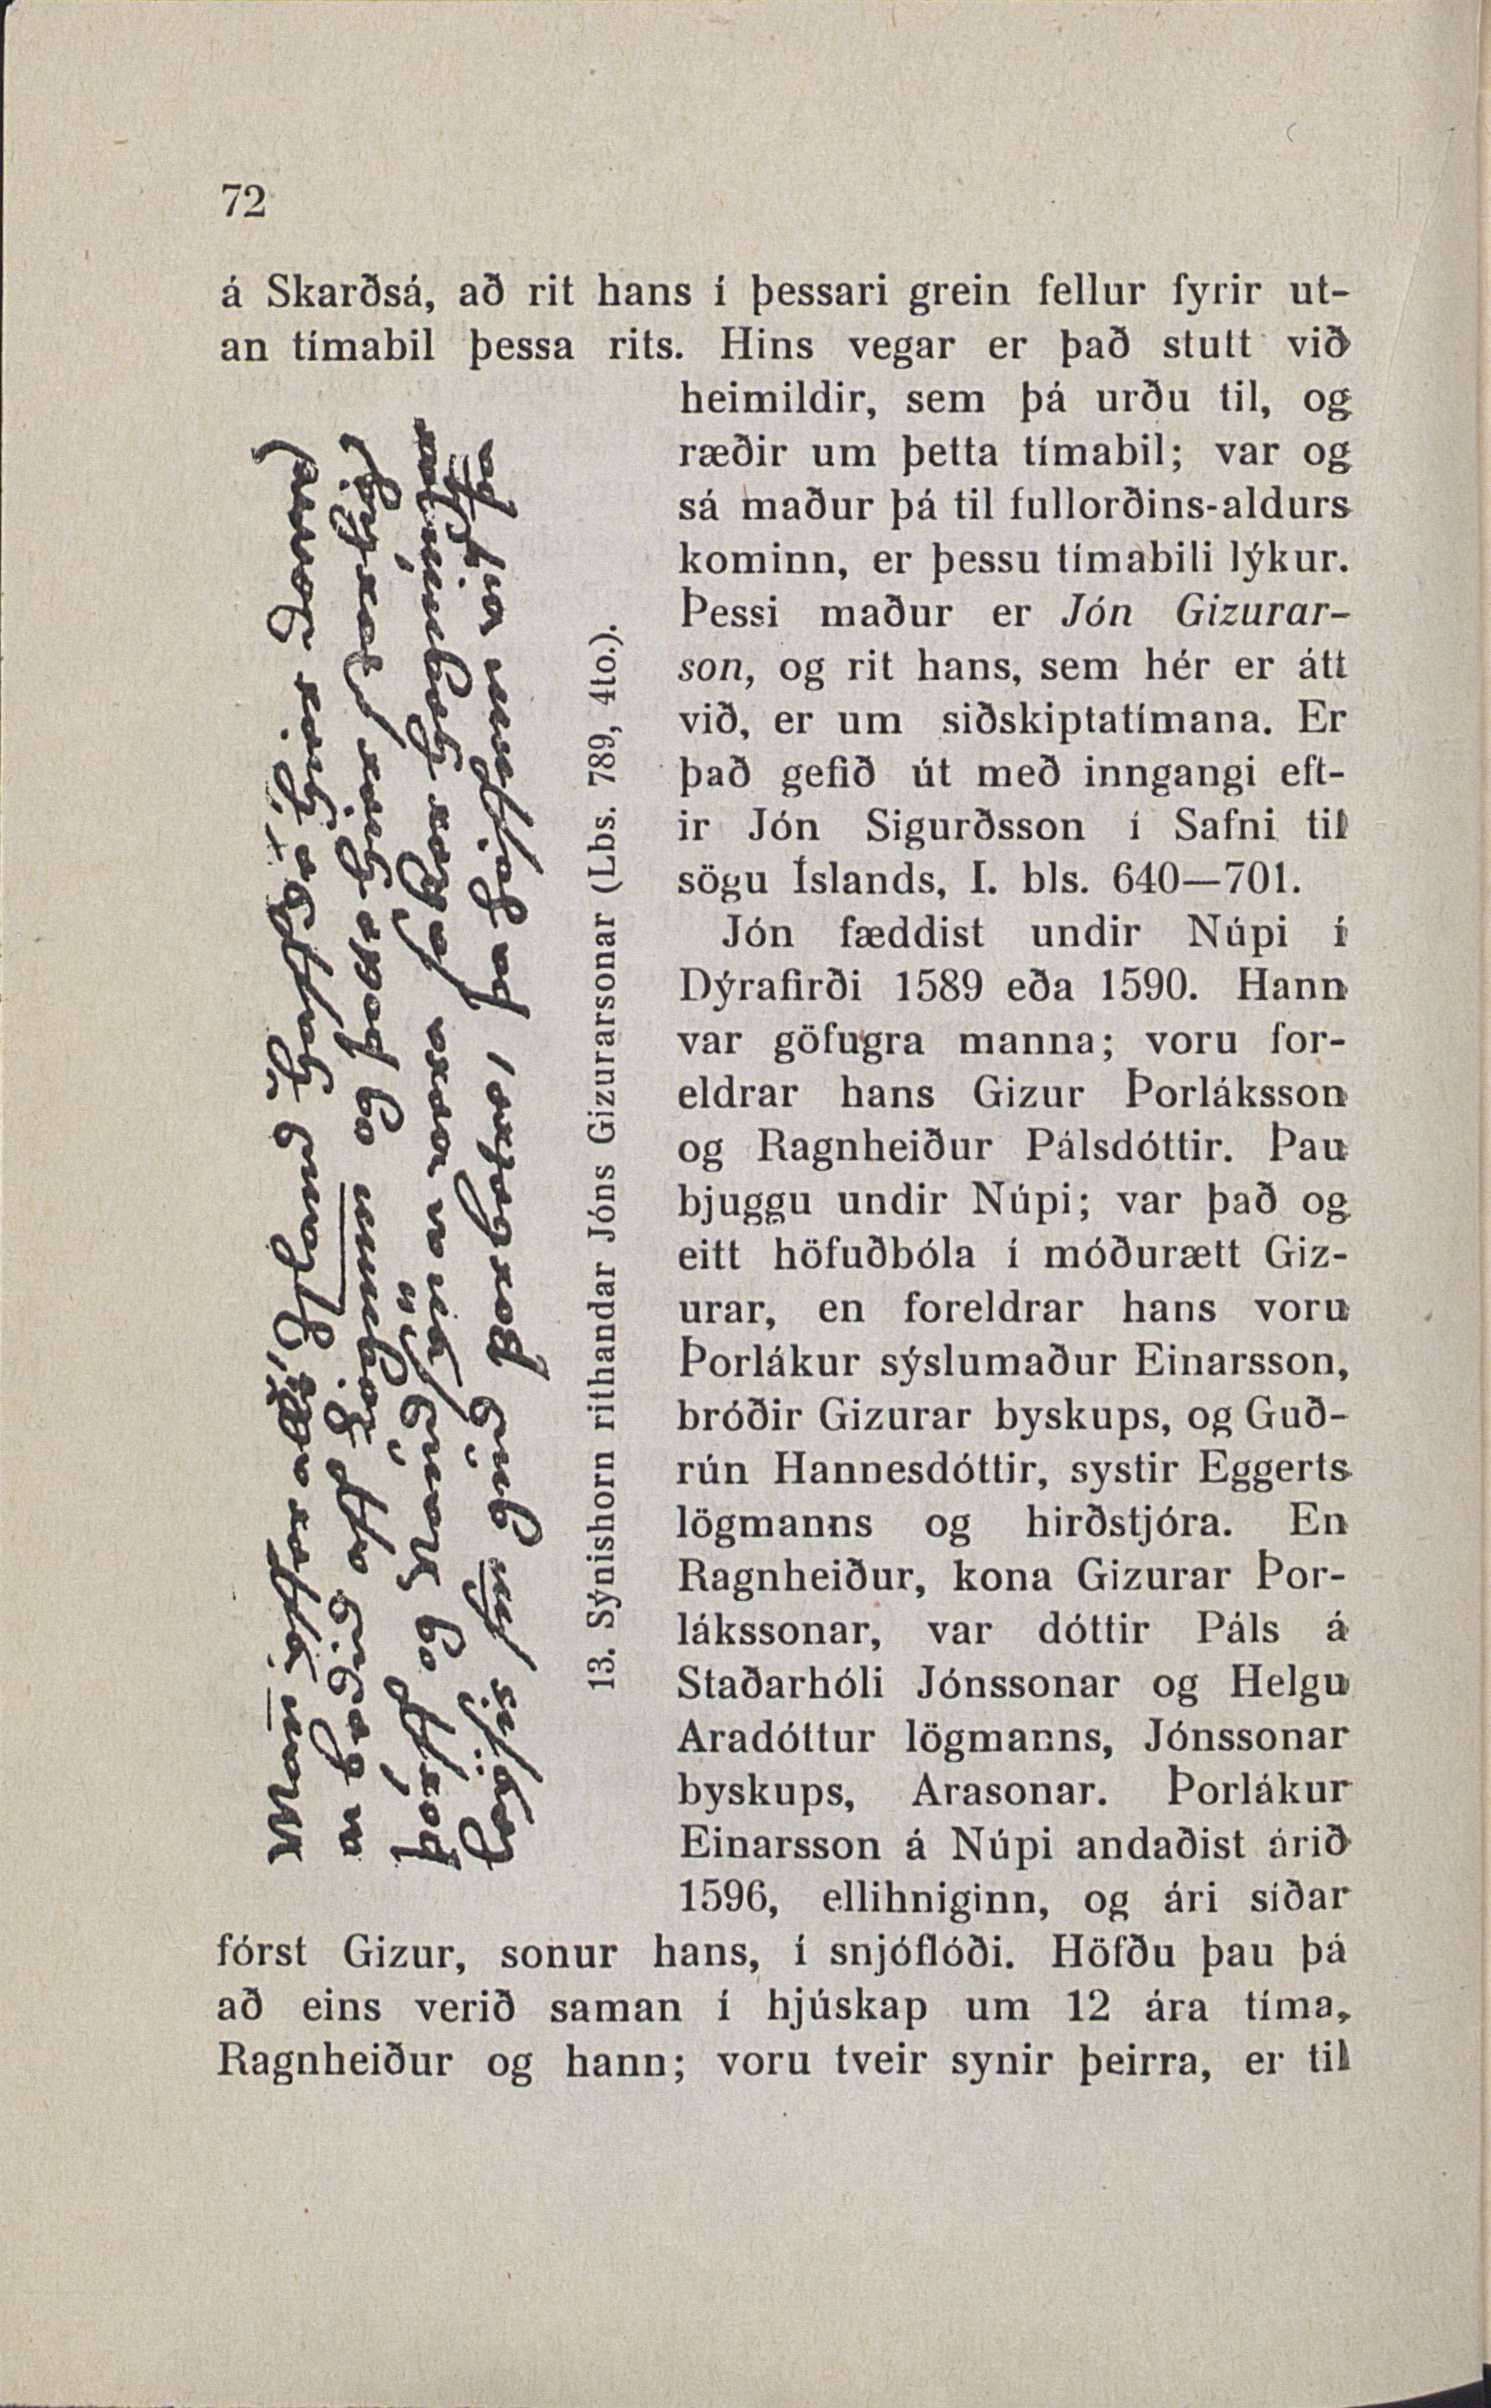 72
á Skarðsá, að rit hans í þessari grein fellur fyrir ut-
an tímabil þessa rits. Hins vegar er það stutt við
heimildir, sem þá urðu til, og
ræðir um þetta tímabil; var og
sá maður þá til fullorðins-aldurs
kominn, er þessu tímabili lýkur.
Þessi maður er Jón Gizurar-
son, og rit hans, sem hér er átt
við, er um siðskiptatímana. Er
það gefið út með inngangi eft-
ir Jón Sigurðsson í Safni til
sögu Íslands, I. bls. 640—701.
Jón fæddist undir Núpi í
Dýrafirði 1589 eða 1590. Hann
var göfugra manna; voru for-
eldrar hans Gizur Þorláksson
og Ragnheiður Pálsdóttir. Þau
bjuggu undir Núpi; var það og
eitt höfuðbóla í móðurætt Giz-
urar, en foreldrar hans voru
Þorlákur sýslumaður Einarsson,
bróðir Gizurar byskups, og Guð-
rún Hannesdóttir, systir Eggerts
lögmanns og hirðstjóra. En
Ragnheiður, kona Gizurar Þor-
lákssonar, var dóttir Páls á
Staðarhóli Jónssonar og Helgu
Aradóttur lögmanns, Jónssonar
byskups, Arasonar. Þorlákur
Einarsson á Núpi andaðist árið
1596, ellihniginn, og ári síðar
fórst Gizur, sonur hans, í snjóflóði. Höfðu þau þá
að eins verið saman í hjúskap um 12 ára tíma,
Ragnheiður og hann; voru tveir synir þeirra, er til
13. Sýnishorn rithandar Jóns Gizurarsonar (Lbs. 789, 4to.).